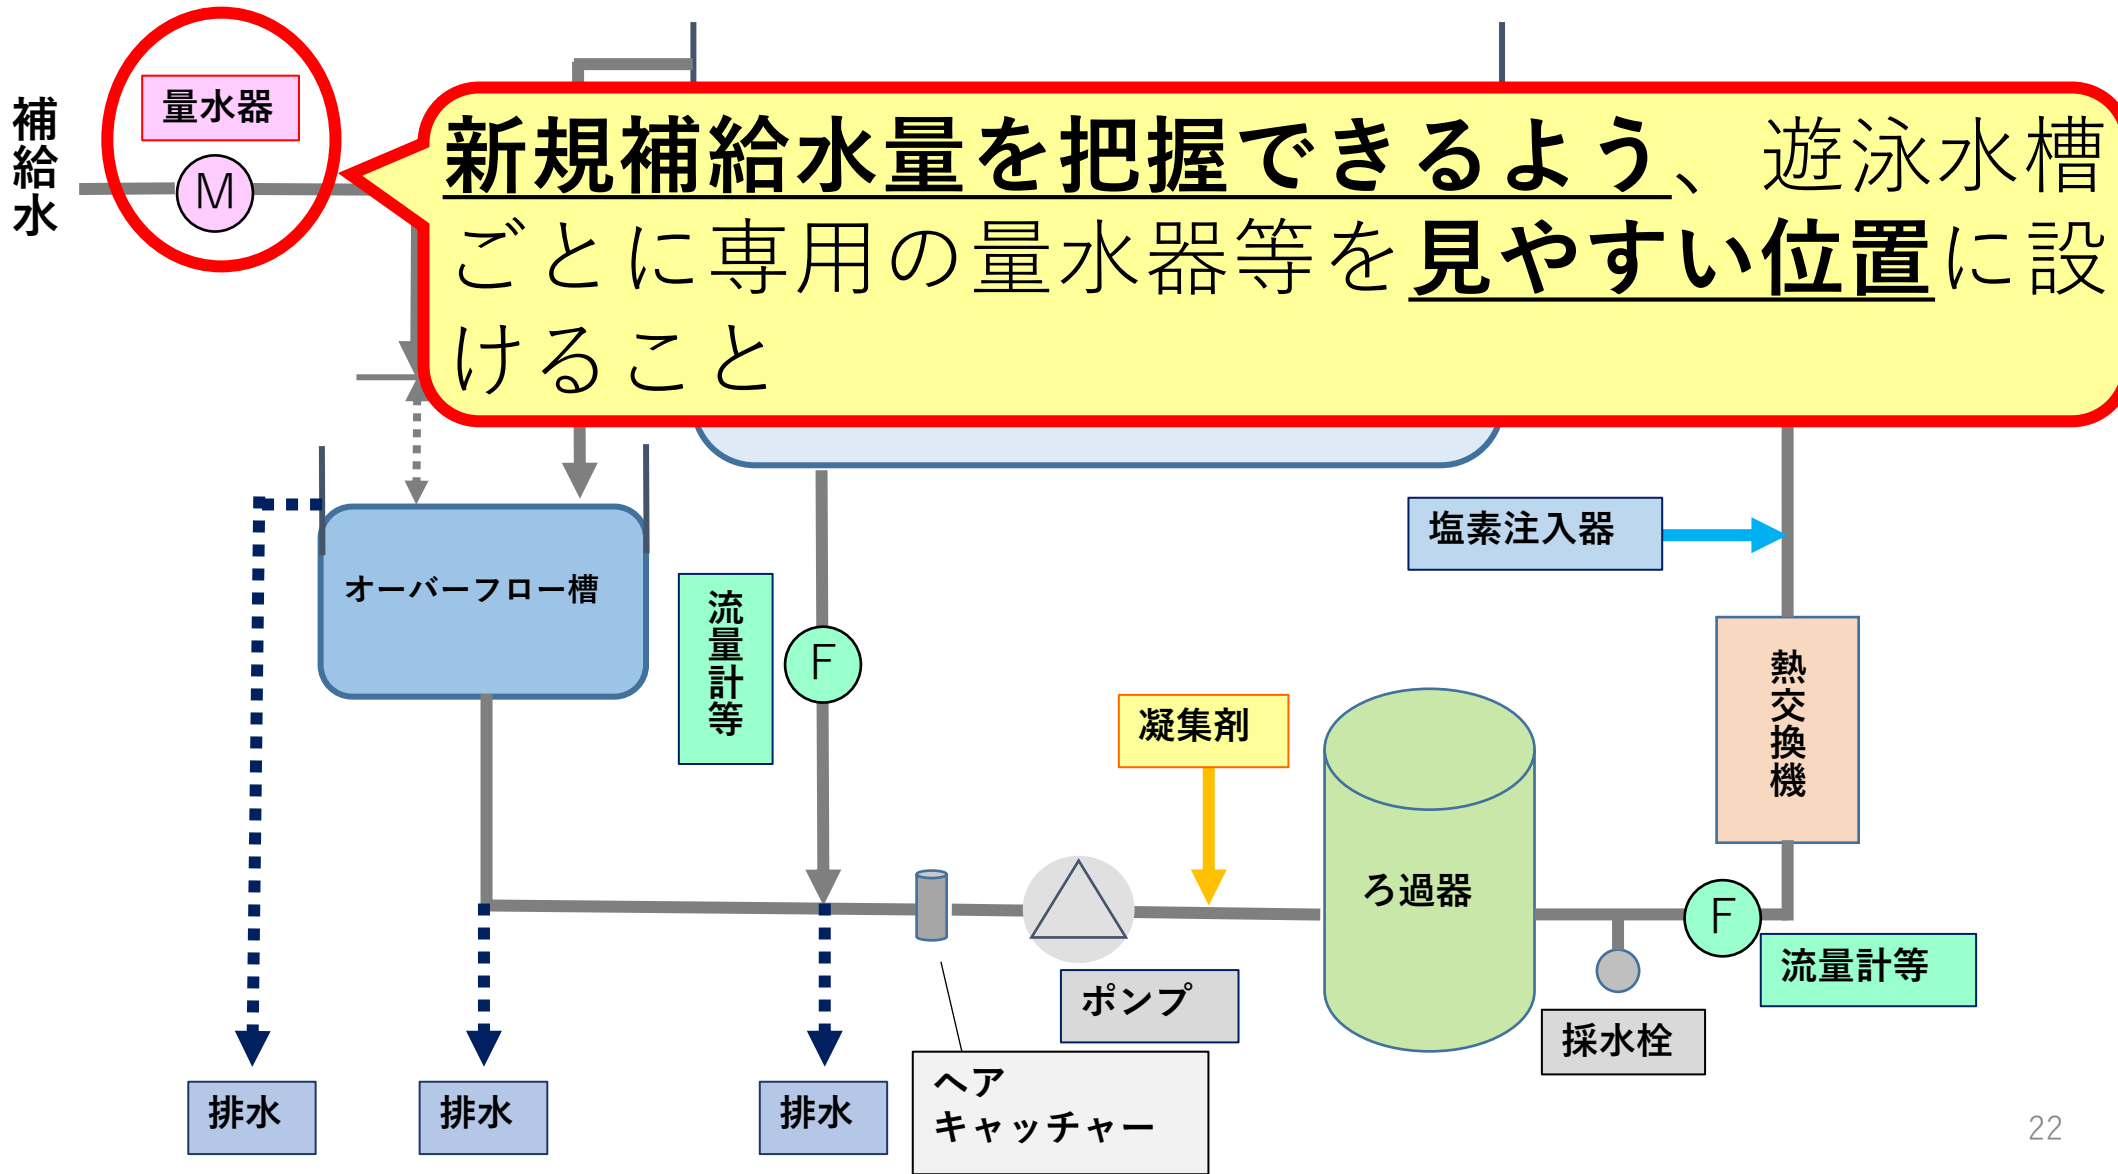 補給水
量水器
M
新規補給水量を把握できるよう、遊泳水槽
ごとに専用の量水器等を見やすい位置に設
けること
オーバーフロー槽
流量計等
F
塩素注入器
熱交換機
凝集剤
ろ過器
F
流量計等
ポンプ
採水栓
ヘア
キャッチャー
排水
排水
排水
22